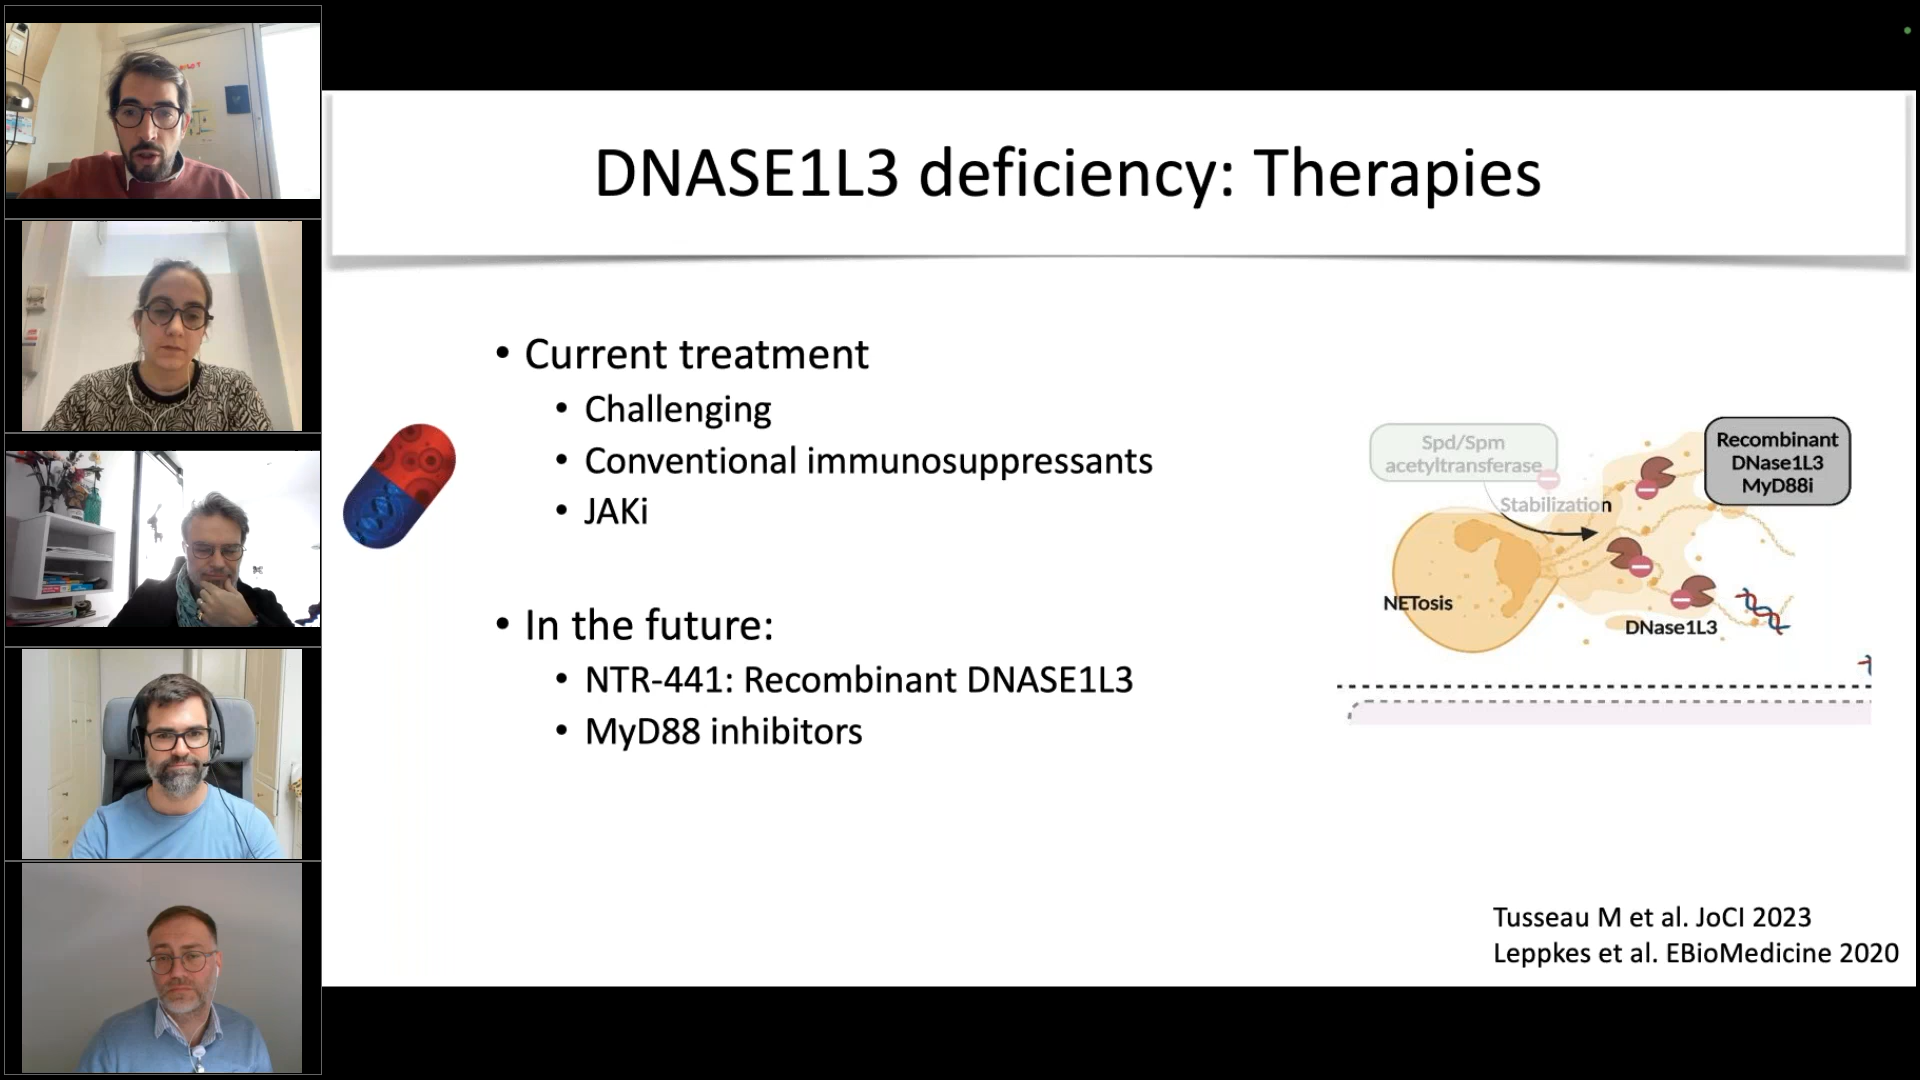 DNASE1L3 deficiency: Therapies
• Current treatment
• Challenging
• Conventional immunosuppressants
• JAKi
• In the future:
• NTR-441: Recombinant DNASE1L3
• MyD88 inhibitors
Spd/Spm
acetyltransferase
Stabilization
Recombinant
DNase1L3
MyD88i
NETosis
DNase1L3
Tusseau M et al. JoCI 2023
Leppkes et al. EBioMedicine 2020